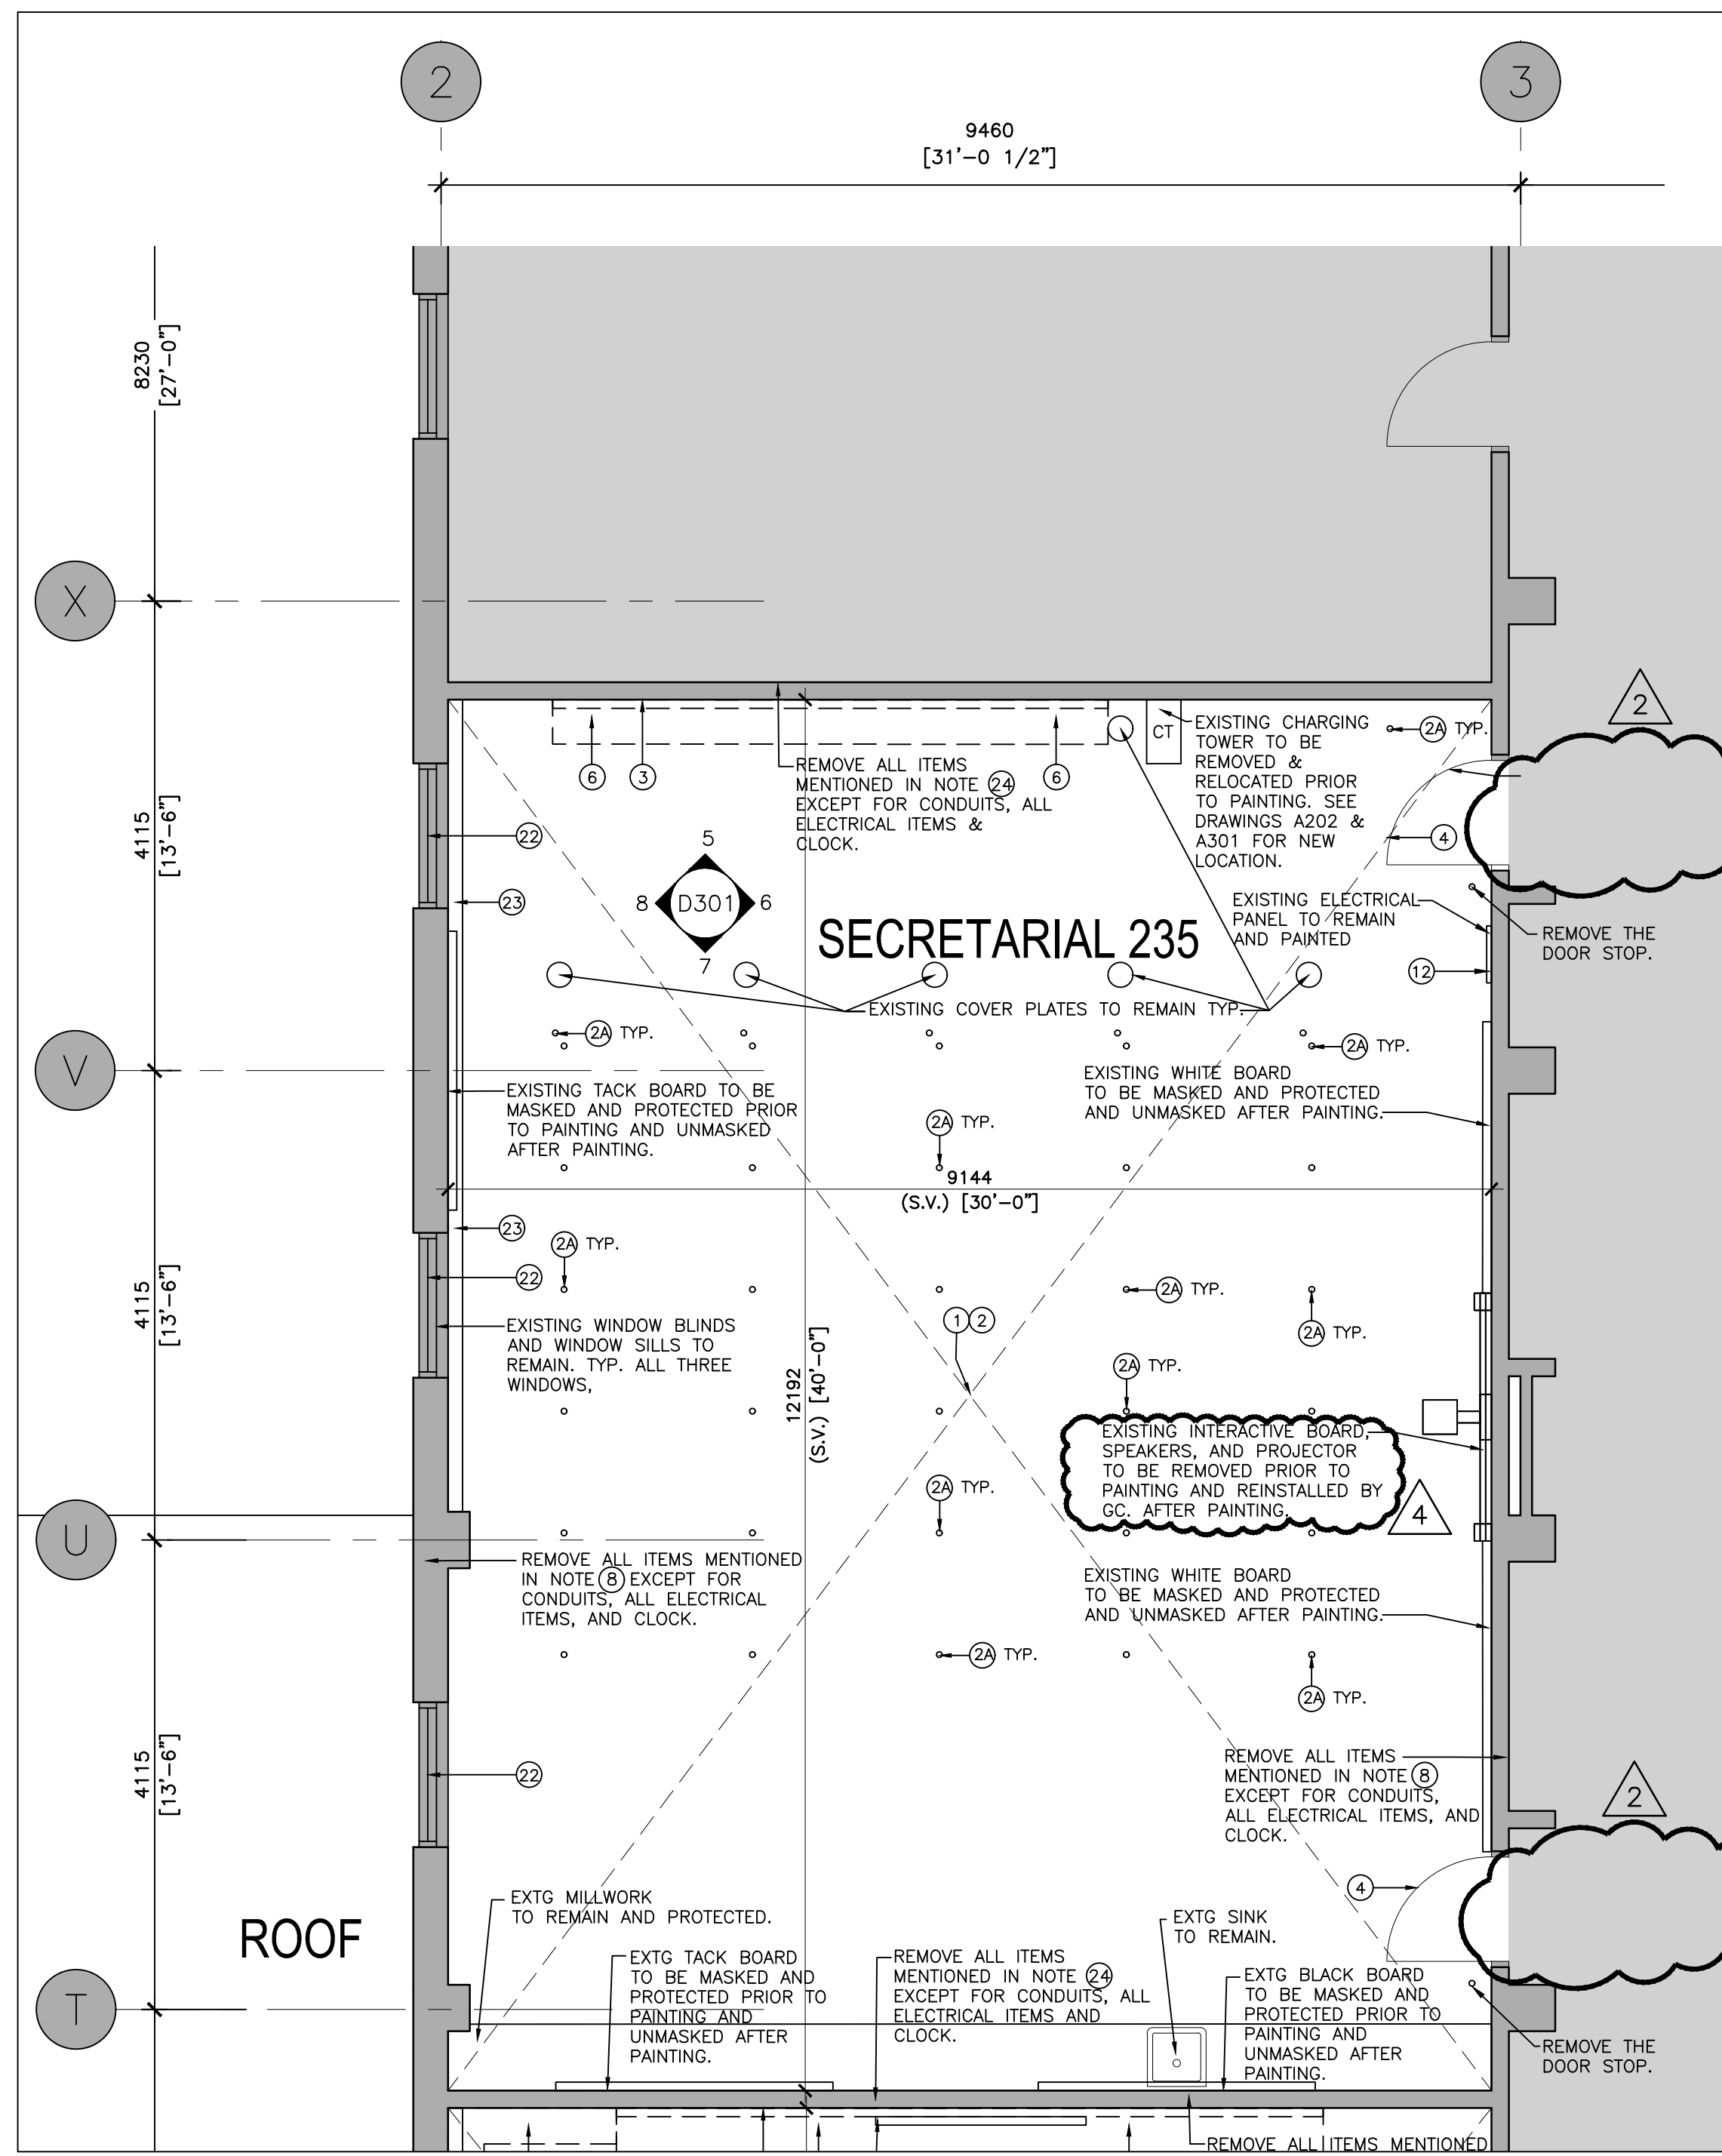 2
3
9460
[31'-0 1/2"]
8230
[27'-0"]
X
2
CT
EXISTING CHARGING
TOWER TO BE
REMOVED &
RELOCATED PRIOR
TO PAINTING. SEE
DRAWINGS A202 &
A301 FOR NEW
LOCATION.
2A TYP.
6
3
REMOVE ALL ITEMS
MENTIONED IN NOTE 24
EXCEPT FOR CONDUITS, ALL
ELECTRICAL ITEMS &
CLOCK.
6
4115
[13'-6"]
22
4
5
8 D301 6
7
23
SECRETARIAL 235
EXISTING ELECTRICAL
PANEL TO REMAIN
AND PAINTED
REMOVE THE
DOOR STOP.
12
EXISTING COVER PLATES TO REMAIN TYP.
2A TYP.
2A TYP.
V
EXISTING TACK BOARD TO BE
MASKED AND PROTECTED PRIOR
TO PAINTING AND UNMASKED
AFTER PAINTING.
EXISTING WHITE BOARD
TO BE MASKED AND PROTECTED
AND UNMASKED AFTER PAINTING.
2A TYP.
9144
(S.V.) [30'-0"]
23
2A TYP.
22
4115
[13'-6"]
2A TYP.
1 2
2A TYP.
EXISTING WINDOW BLINDS
AND WINDOW SILLS TO
REMAIN. TYP. ALL THREE
WINDOWS,
12192
(S.V.) [40'-0"]
2A TYP.
EXISTING INTERACTIVE BOARD,
SPEAKERS, AND PROJECTOR
TO BE REMOVED PRIOR TO
PAINTING AND REINSTALLED BY
GC. AFTER PAINTING.
4
2A TYP.
U
REMOVE ALL ITEMS MENTIONED
IN NOTE 8 EXCEPT FOR
CONDUITS, ALL ELECTRICAL
ITEMS, AND CLOCK.
EXISTING WHITE BOARD
TO BE MASKED AND PROTECTED
AND UNMASKED AFTER PAINTING.
2A TYP.
2A TYP.
4115
[13'-6"]
22
REMOVE ALL ITEMS
MENTIONED IN NOTE 8
EXCEPT FOR CONDUITS,
ALL ELECTRICAL ITEMS, AND
CLOCK.
2
4
EXTG MILLWORK
TO REMAIN AND PROTECTED.
ROOF
EXTG SINK
TO REMAIN.
EXTG TACK BOARD
TO BE MASKED AND
PROTECTED PRIOR TO
PAINTING AND
UNMASKED AFTER
PAINTING.
REMOVE ALL ITEMS
MENTIONED IN NOTE 24
EXCEPT FOR CONDUITS, ALL
ELECTRICAL ITEMS AND
CLOCK.
EXTG BLACK BOARD
TO BE MASKED AND
PROTECTED PRIOR TO
PAINTING AND
UNMASKED AFTER
PAINTING.
T
REMOVE THE
DOOR STOP.
REMOVE ALL ITEMS MENTIONED